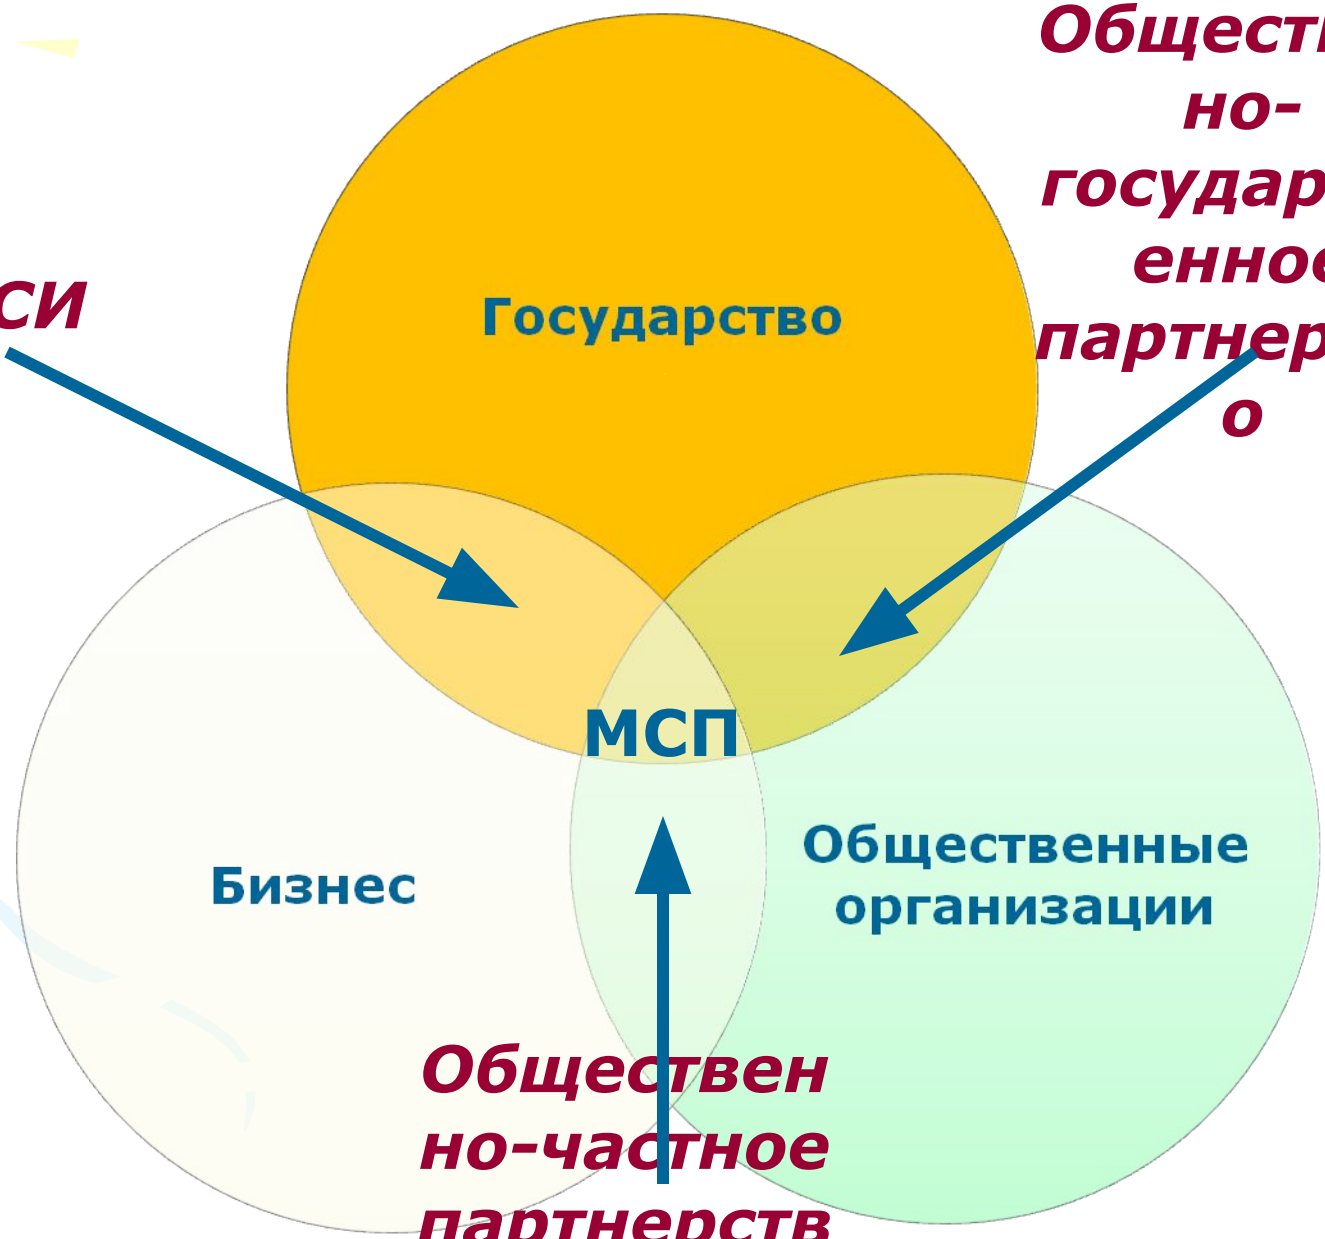 Обществ
но-
государ
енное
партнер
о
СИ
Государство
МСП
Общественные
организации
Бизнес
Обществен
но-частное
партнерств